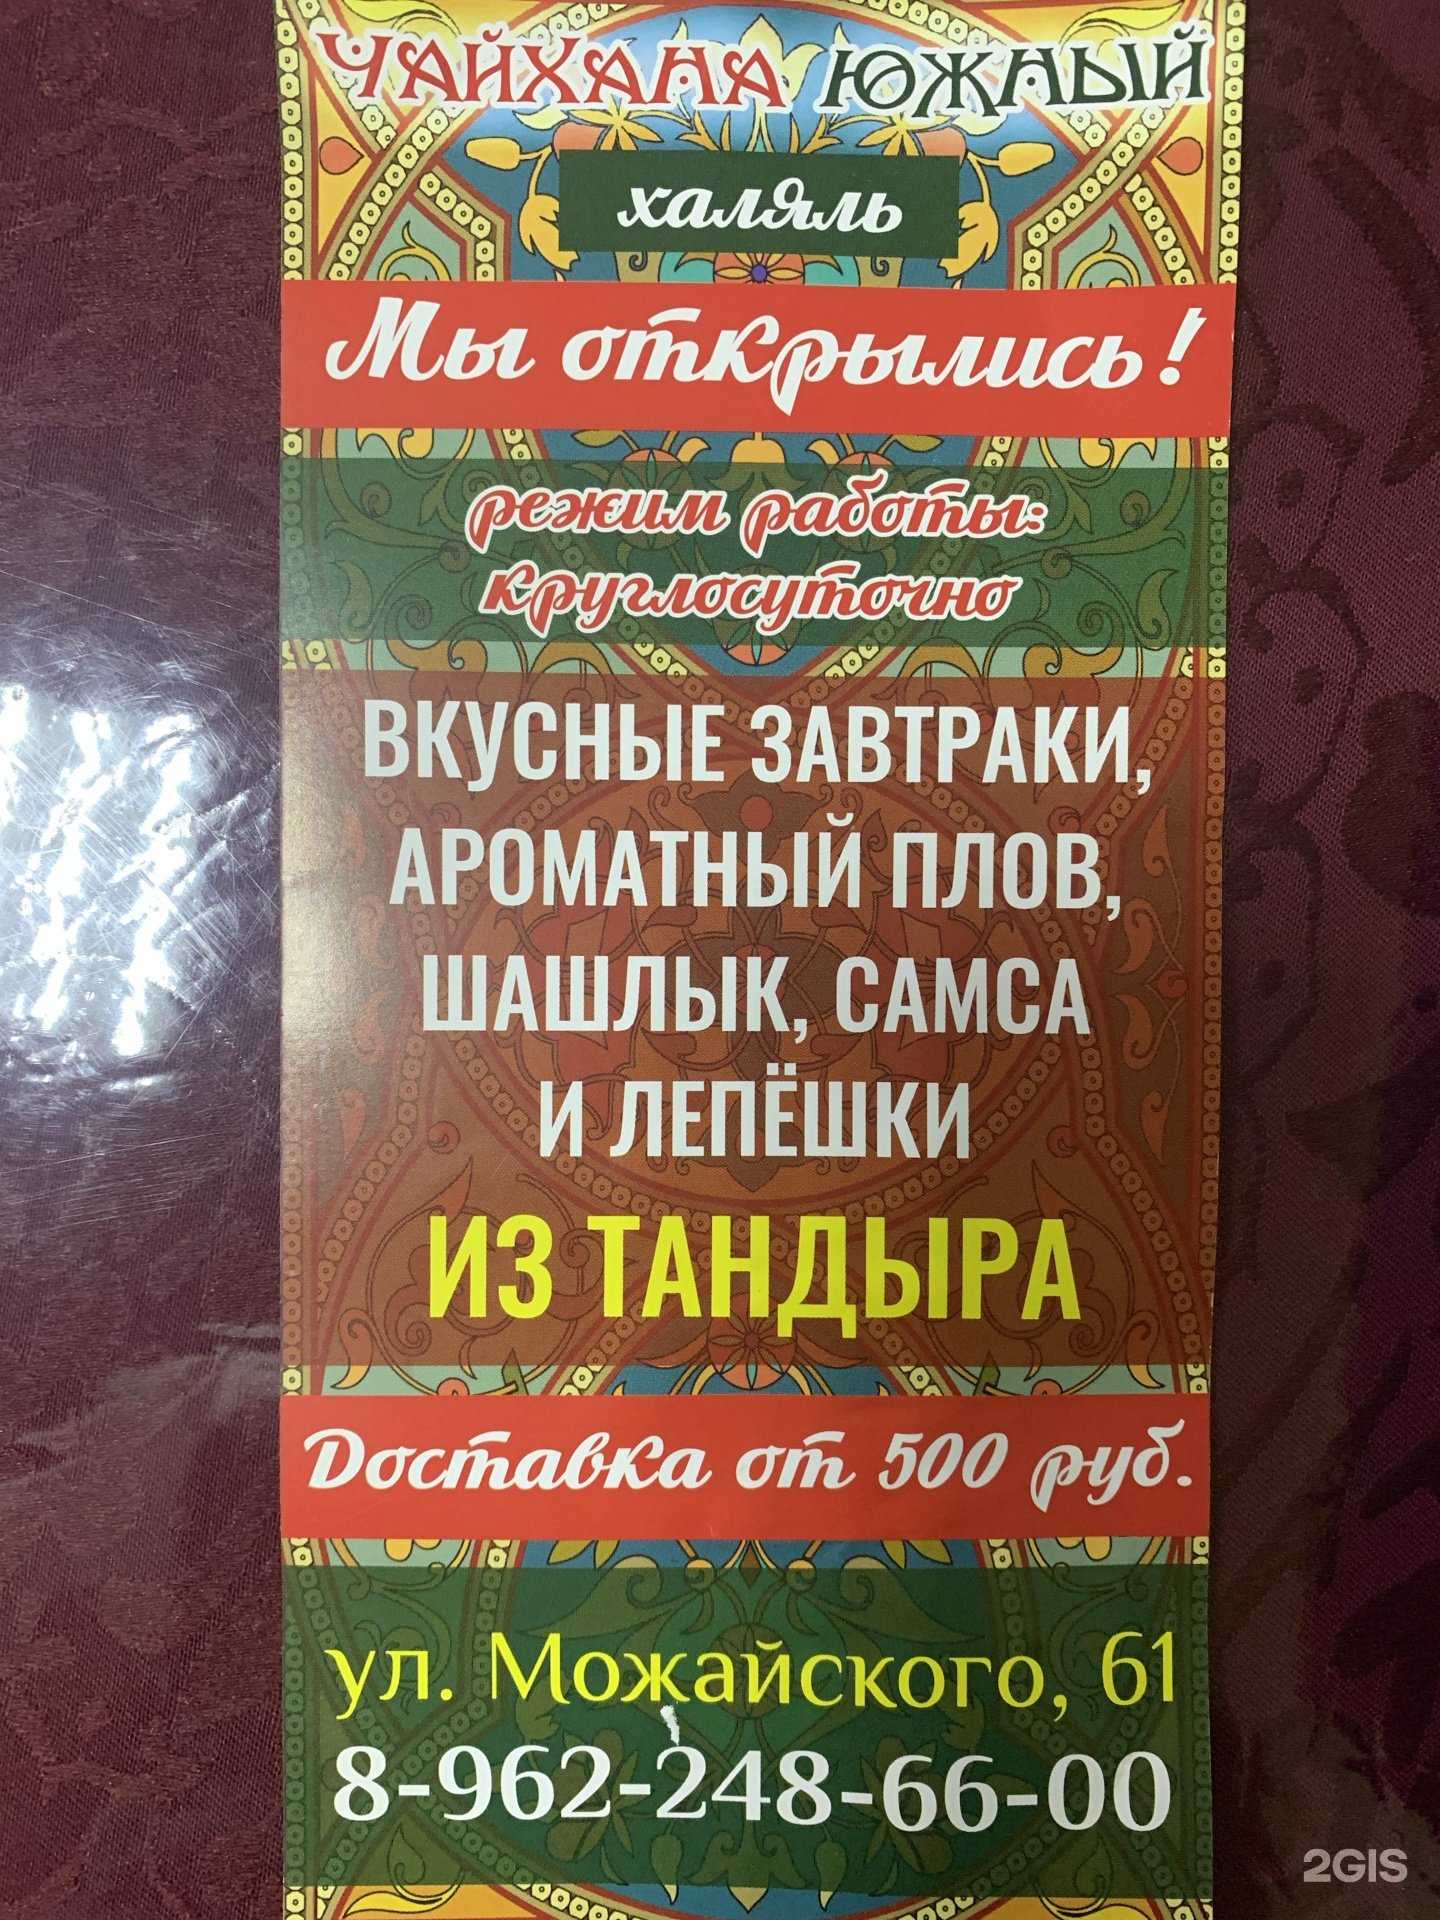 ЧАЙХАНА ЮЖНЫЙ
халяль
Мы открылись!
режим работы:
круглосуточно
ВКУСНЫЕ ЗАВТРАКИ,
АРОМАТНЫЙ ПЛОВ,
ШАШЛЫК, САМСА
И ЛЕПЁШКИ
ИЗ ТАНДЫРА
Доставка от 500 руб.
ул. Можайского, 61
8-962-248-66-00
2GIS